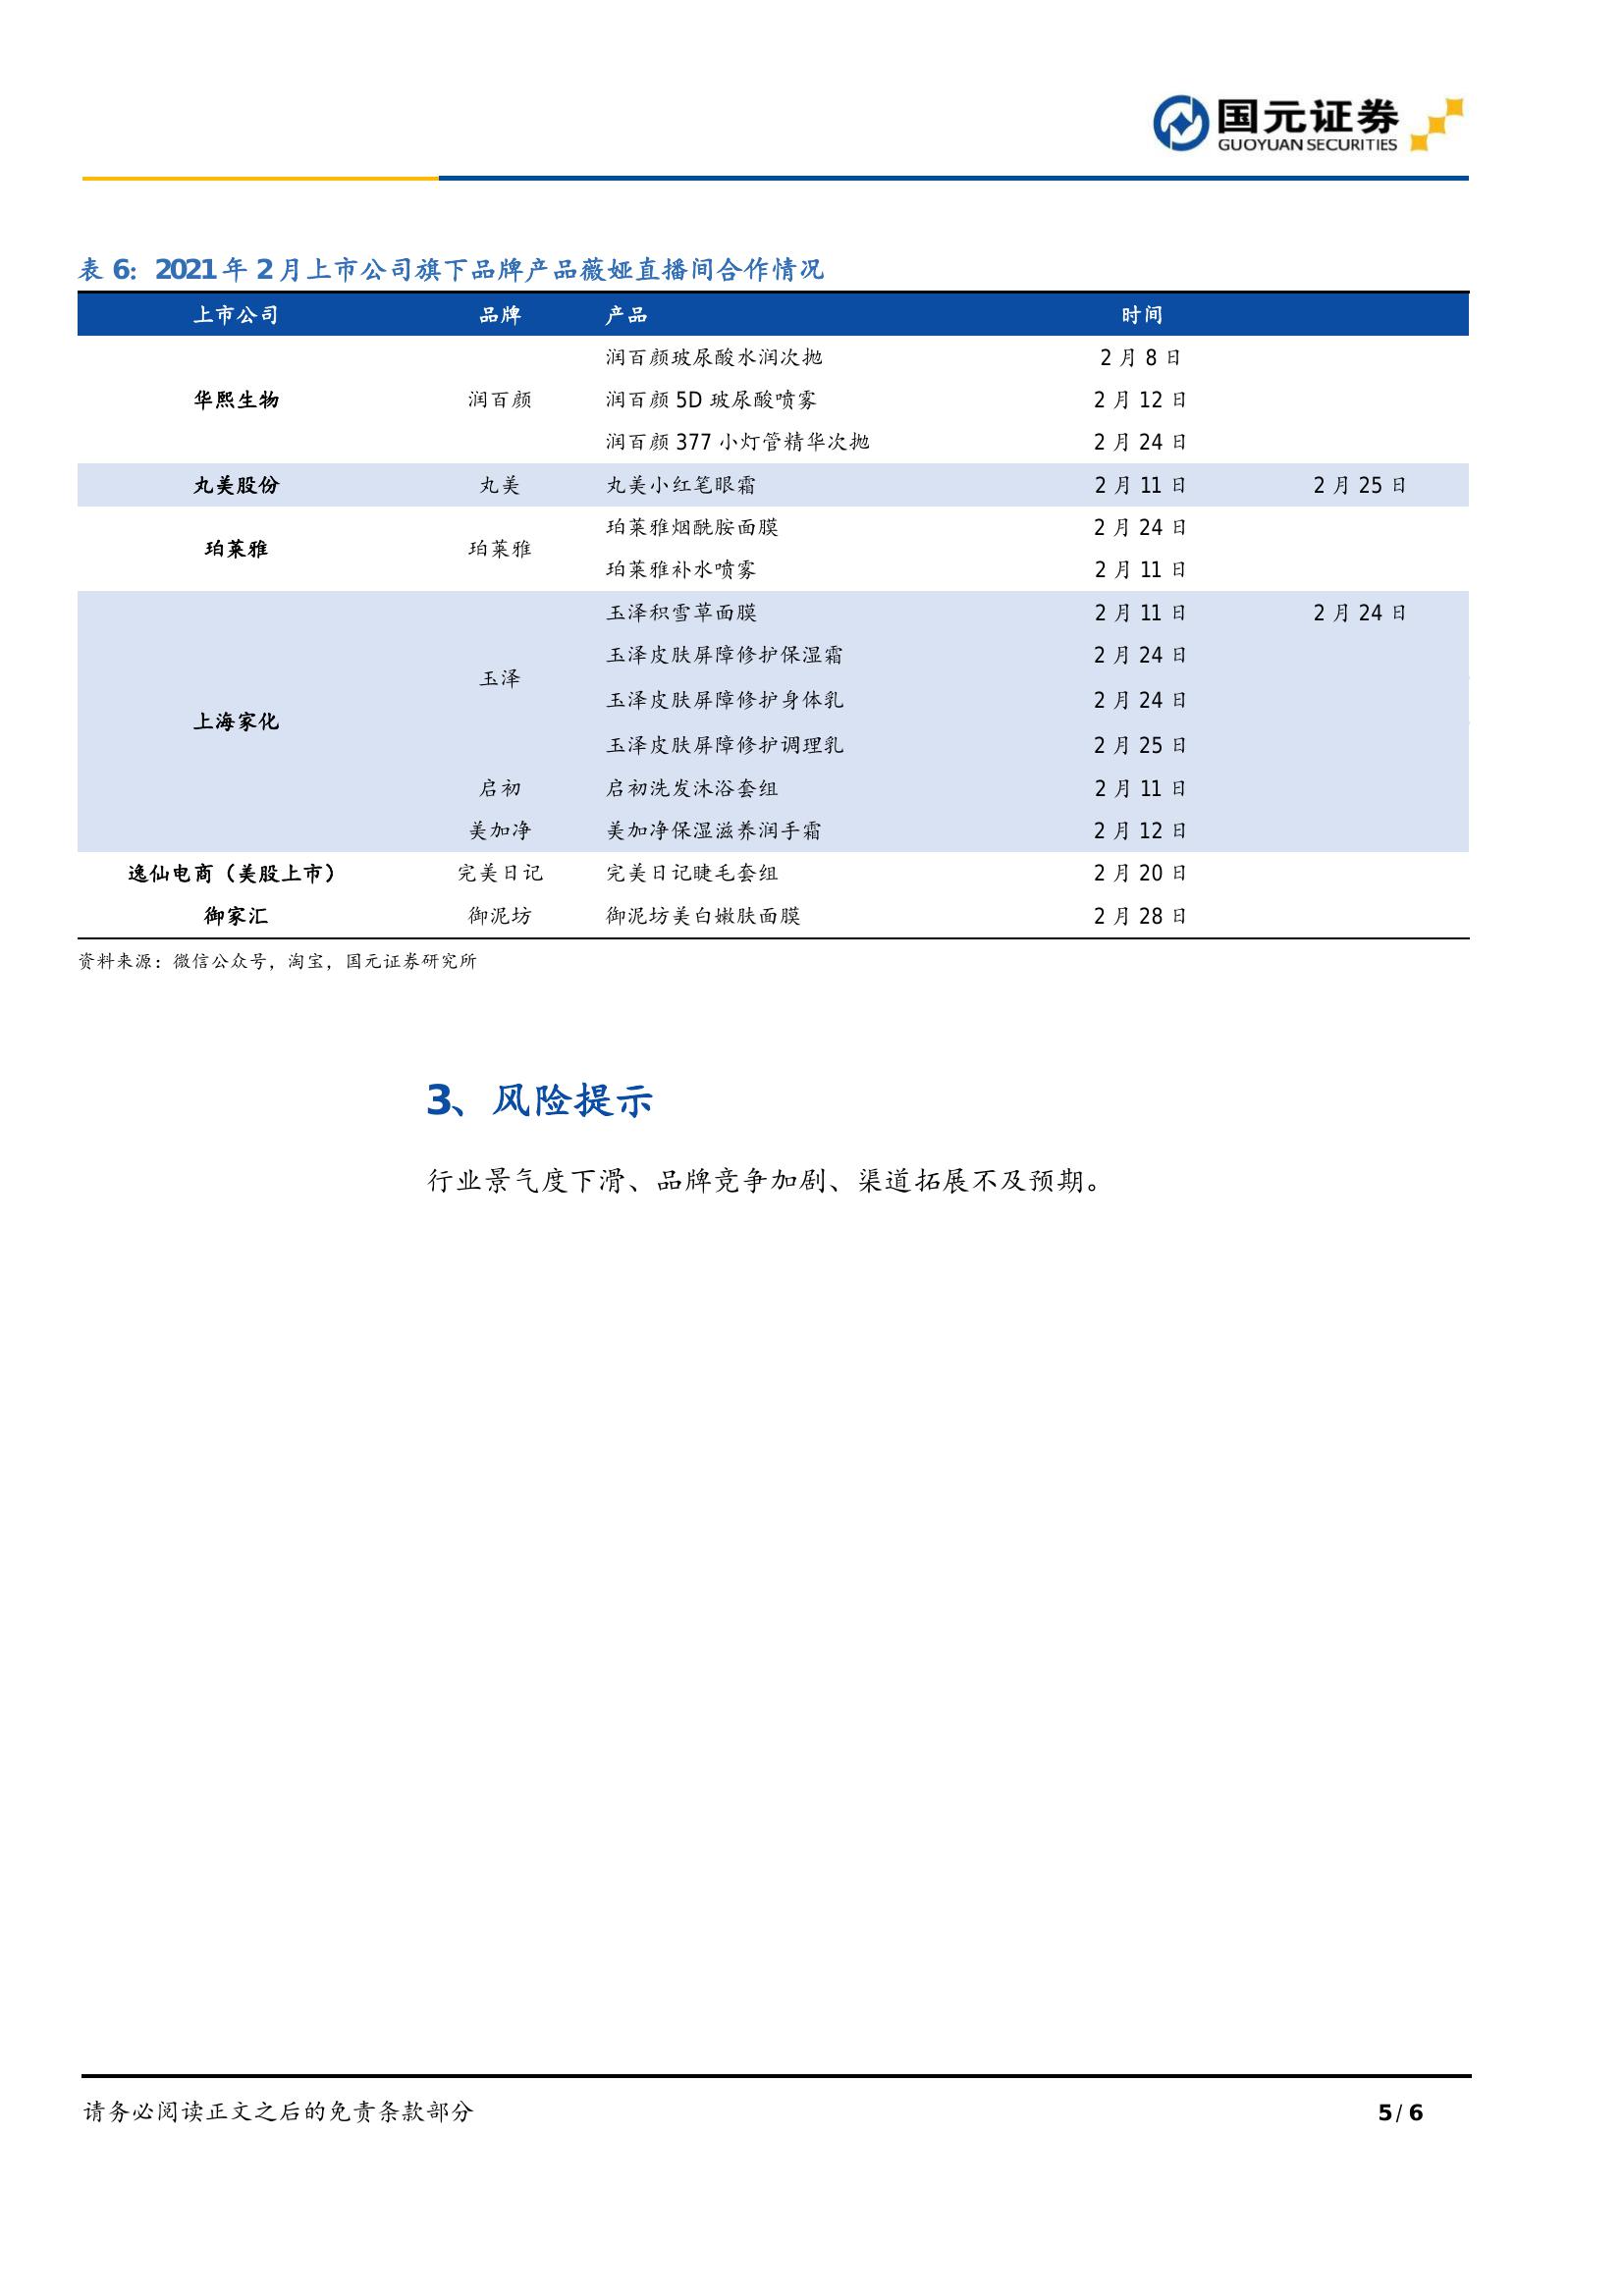 国元证券
GUOYUAN SECURITIES
表 6：2021 年 2 月上市公司旗下品牌产品薇娅直播间合作情况
上市公司 品牌 产品 时间
润百颜玻尿酸水润次抛 2 月 8 日
华熙生物 润百颜 润百颜 5D 玻尿酸喷雾 2 月 12 日
润百颜 377 小灯管精华次抛 2 月 24 日
丸美股份 丸美 丸美小红笔眼霜 2 月 11 日 2 月 25 日
珀莱雅 珀莱雅 珀莱雅烟酰胺面膜 2 月 24 日
珀莱雅补水喷雾 2 月 11 日
玉泽积雪草面膜 2 月 11 日 2 月 24 日
玉泽皮肤屏障修护保湿霜 2 月 24 日
玉泽
玉泽皮肤屏障修护身体乳 2 月 24 日
上海家化
玉泽皮肤屏障修护调理乳 2 月 25 日
启初 启初洗发沐浴套组 2 月 11 日
美加净 美加净保湿滋养润手霜 2 月 12 日
逸仙电商（美股上市） 完美日记 完美日记睫毛套组 2 月 20 日
御家汇 御泥坊 御泥坊美白嫩肤面膜 2 月 28 日
资料来源：微信公众号，淘宝，国元证券研究所
3、风险提示
行业景气度下滑、品牌竞争加剧、渠道拓展不及预期。
请务必阅读正文之后的免责条款部分 5 / 6